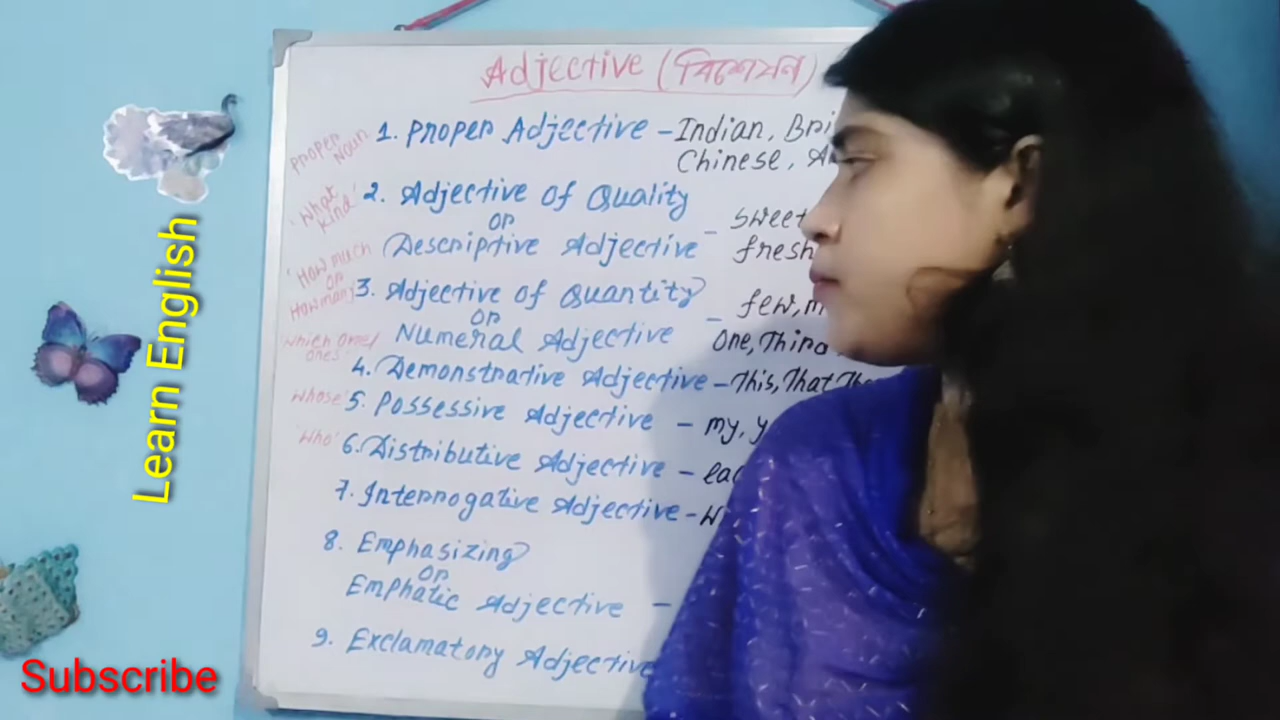 Adjective (বিশেষণ)
Proper Noun
1. Proper Adjective - Indian,
Chinese,
'What kind'
2. Adjective of Quality
or
Descriptive Adjective - sweet
fresh
'How much or How many'
3. Adjective of Quantity
or
Numeral Adjective - few,
One, Third
which one/ones
4. Demonstrative Adjective - This, That
'Whose'
5. Possessive Adjective - my,
'Who'
6. Distributive Adjective -
7. Interrogative Adjective -
8. Emphasizing
or
Emphatic Adjective -
9. Exclamatory Adjective
Learn English
Subscribe